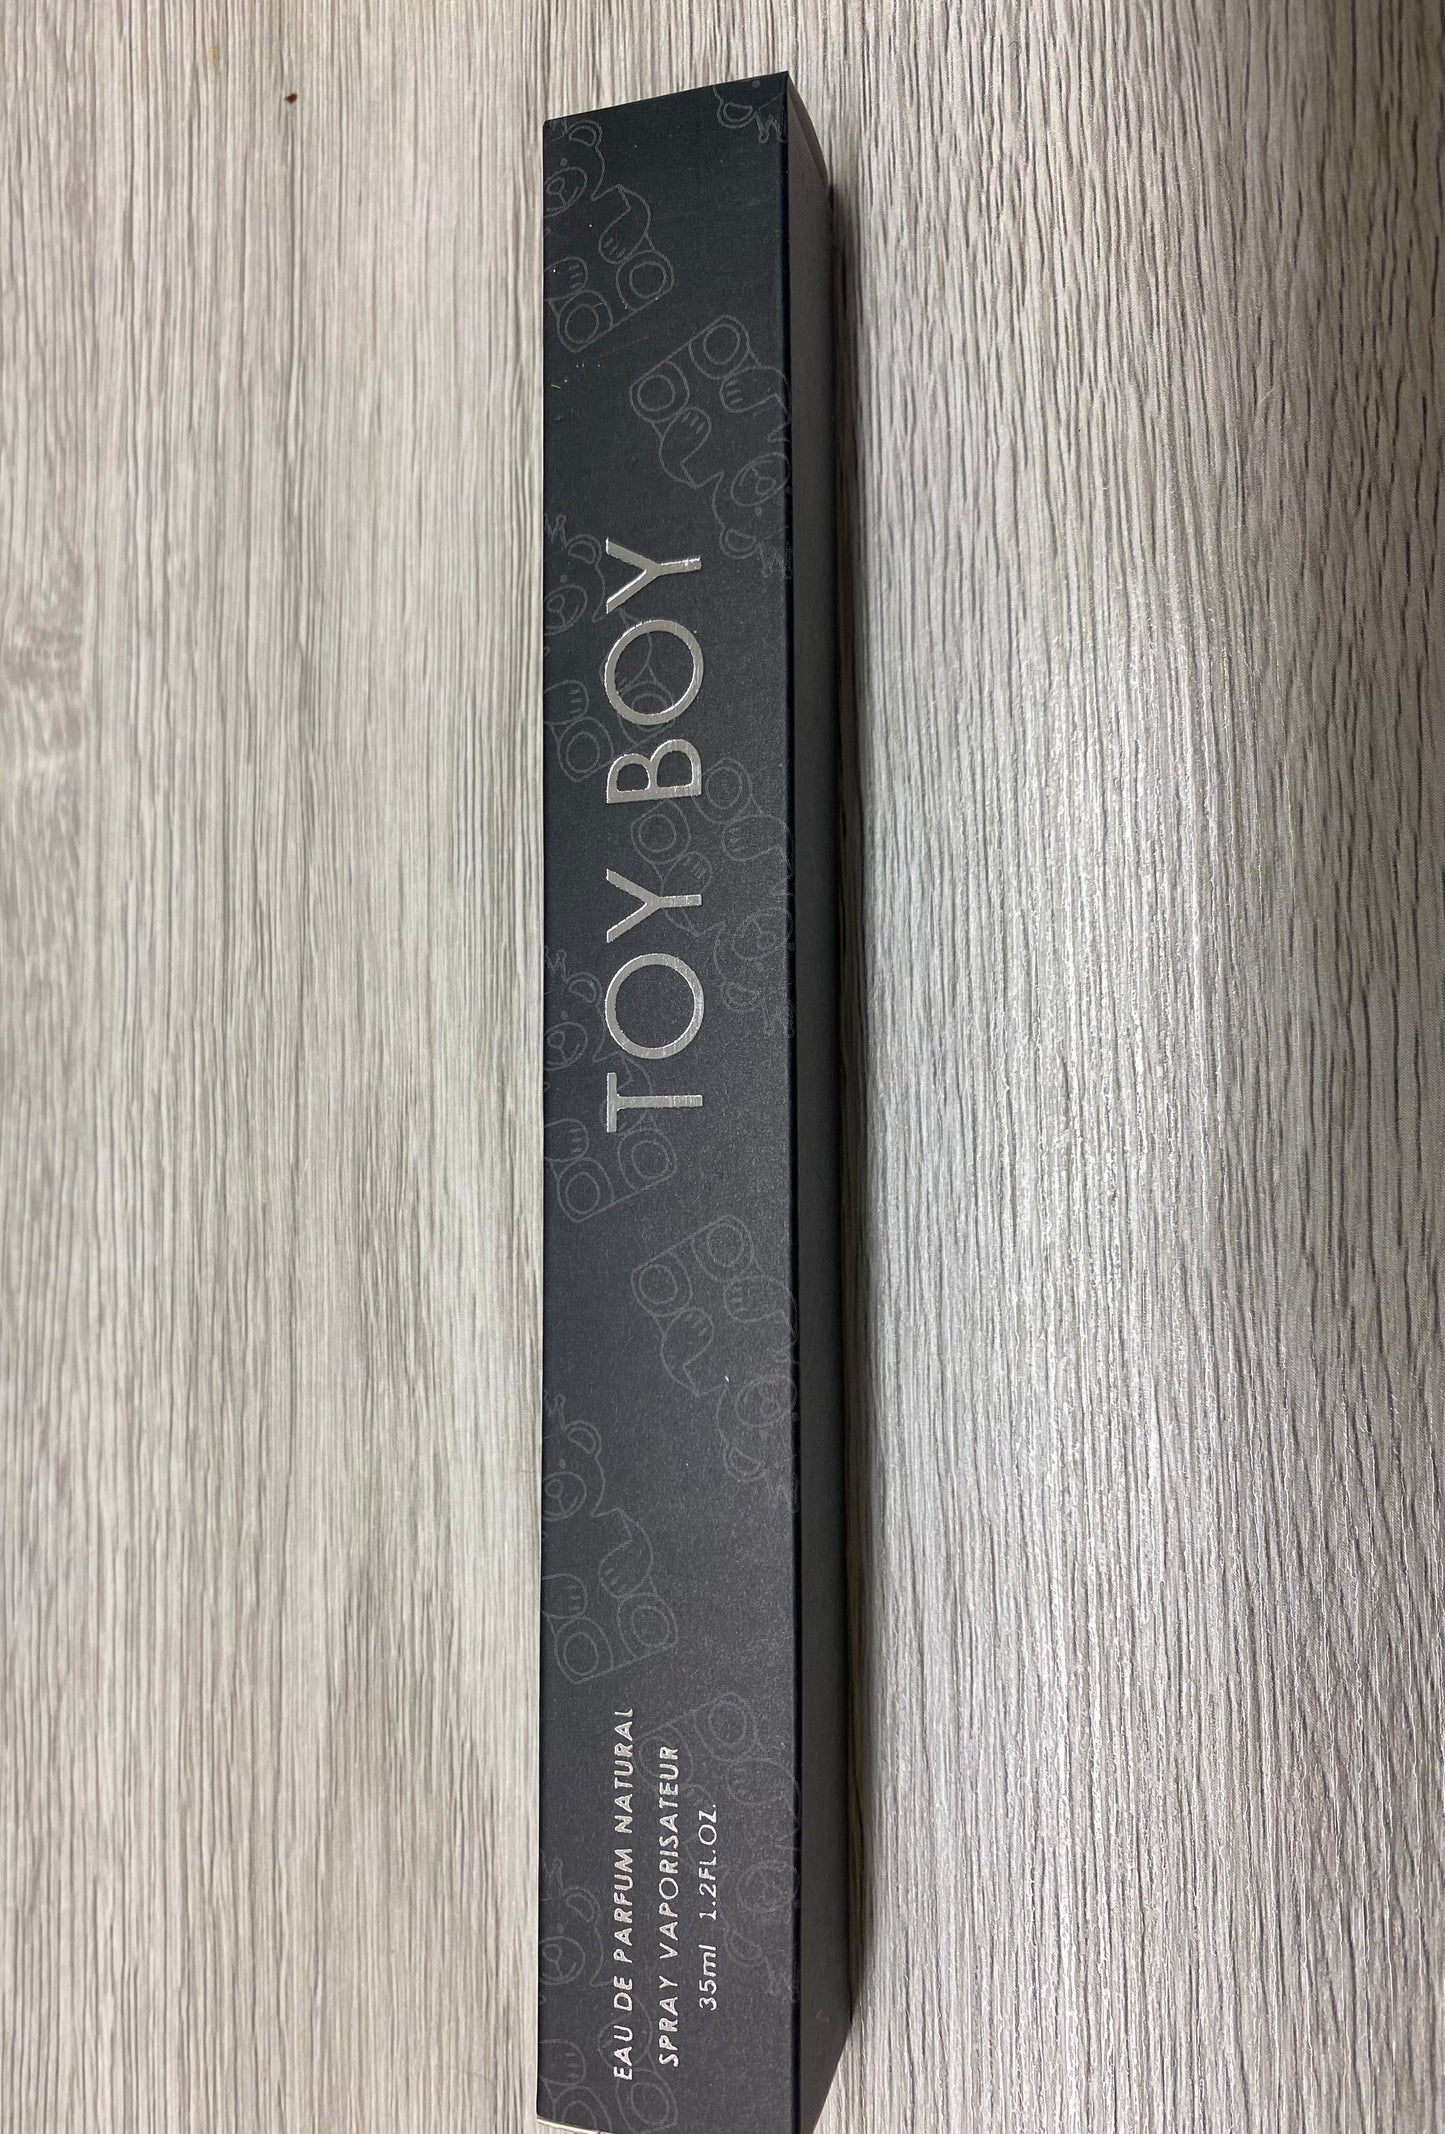 TOY BOY
EAU DE PARFUM NATURAL
SPRAY VAPORISATEUR
35ml 1.2FL.OZ.